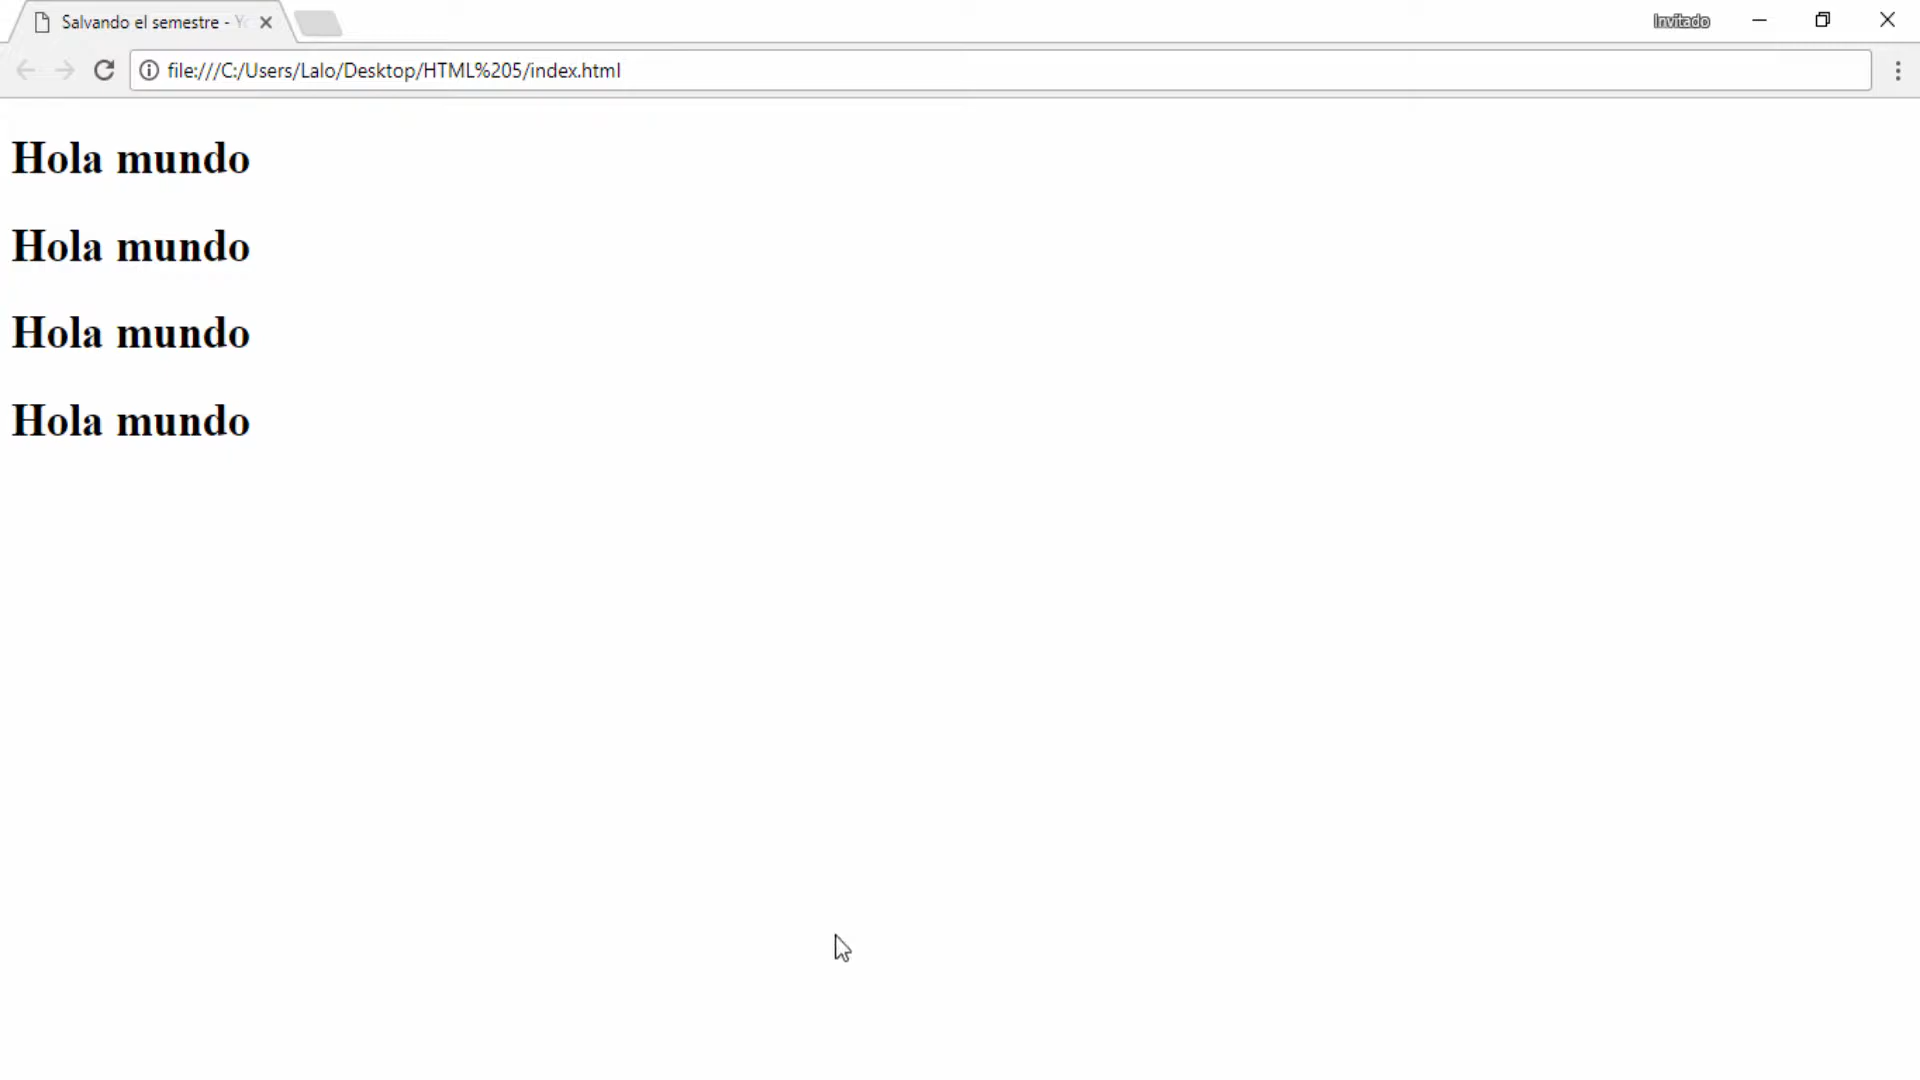 Salvando el semestre -
Invitado
file:///C:/Users/Lalo/Desktop/HTML%205/index.html
Hola mundo
Hola mundo
Hola mundo
Hola mundo